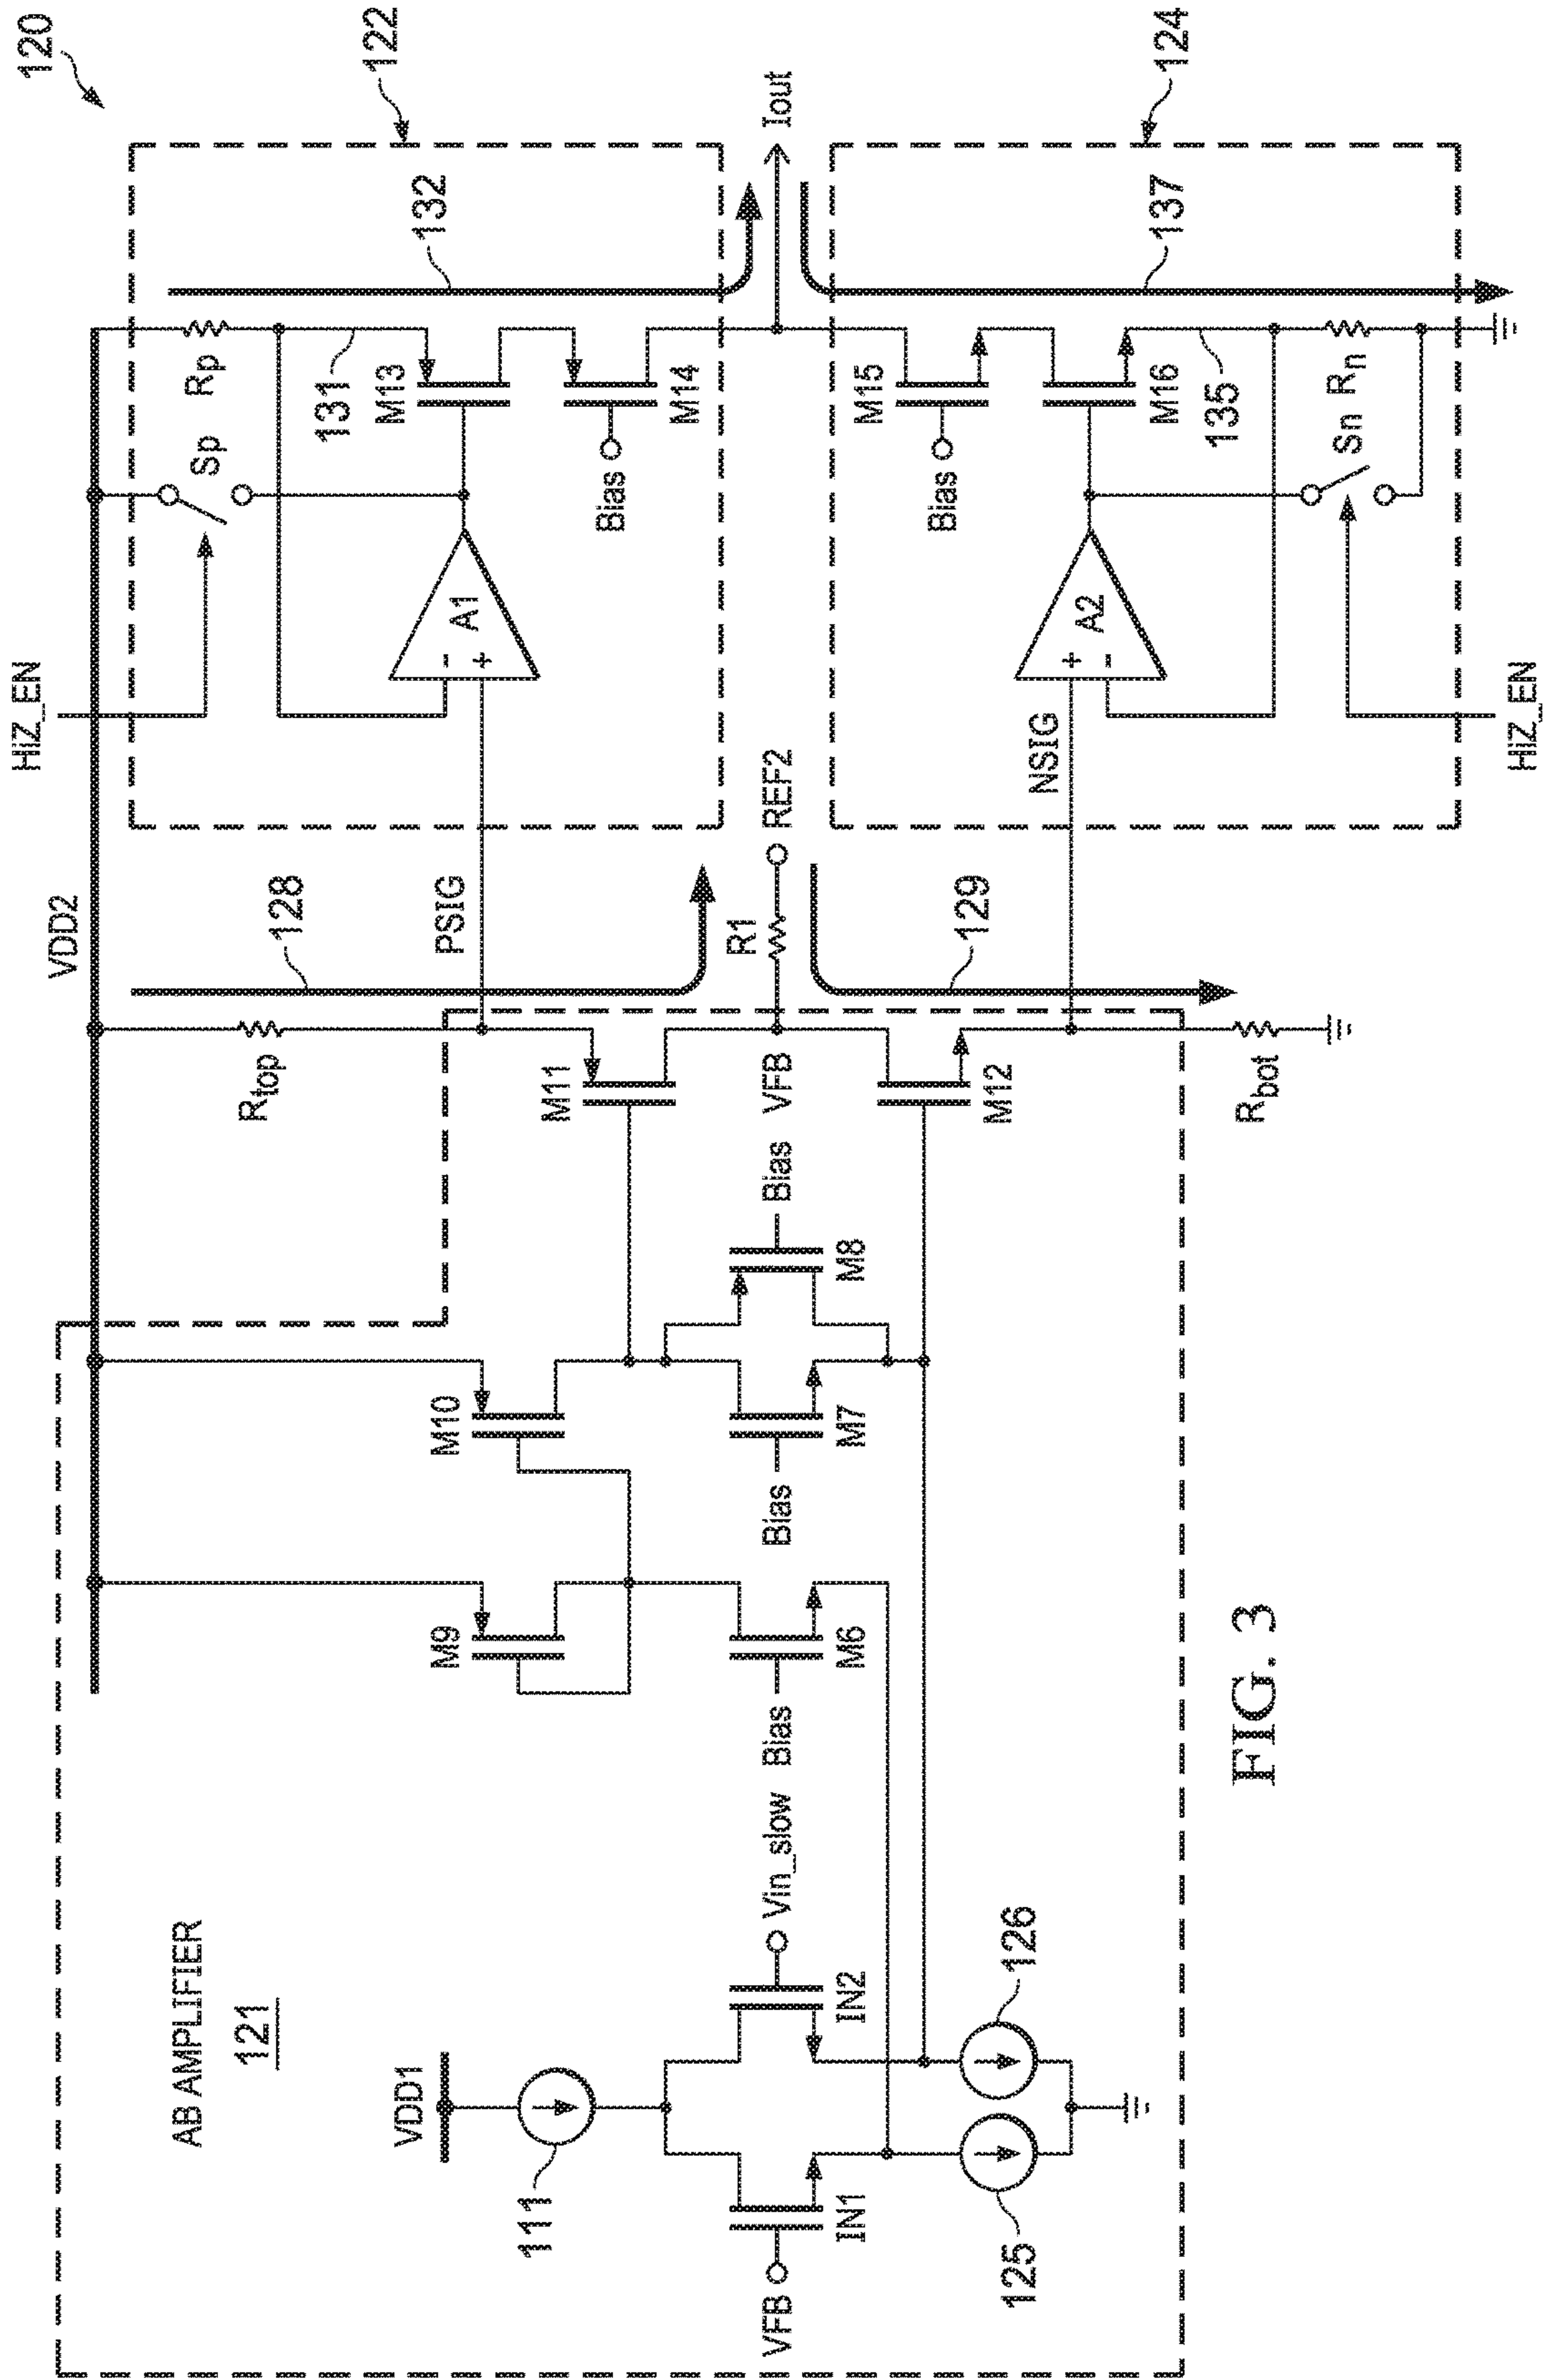 120
HiZ_EN
VDD2
122
Sp
Rp
132
131
M13
A1
-
+
M14
Bias
PSIG
128
Rtop
M11
M10
M9
AB AMPLIFIER
121
VDD1
111
VFB
IN1
IN2
Vin_slow
Bias
M6
Bias
M7
M8
Bias
VFB
R1
REF2
Iout
M12
129
Rbot
NSIG
124
M15
Bias
137
M16
135
A2
+
-
Sn
Rn
HiZ_EN
125
126
FIG. 3